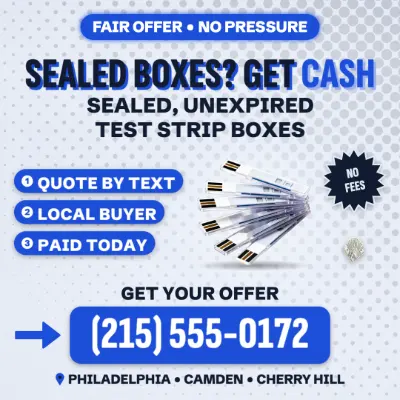 FAIR OFFER • NO PRESSURE
SEALED BOXES? GET CASH
SEALED, UNEXPIRED
TEST STRIP BOXES
1 QUOTE BY TEXT
2 LOCAL BUYER
3 PAID TODAY
NO
FEES
GET YOUR OFFER
(215) 555-0172
PHILADELPHIA • CAMDEN • CHERRY HILL